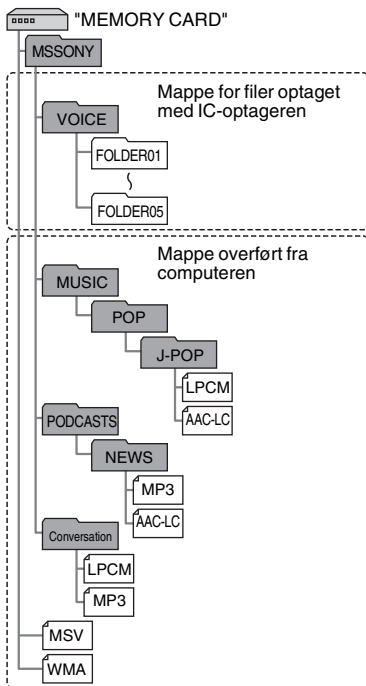 "MEMORY CARD"
MSSONY
Mappe for filer optaget
med IC-optageren
VOICE
FOLDER01
FOLDER05
Mappe overført fra
computeren
MUSIC
POP
J-POP
LPCM
AAC-LC
PODCASTS
NEWS
MP3
AAC-LC
Conversation
LPCM
MP3
MSV
WMA